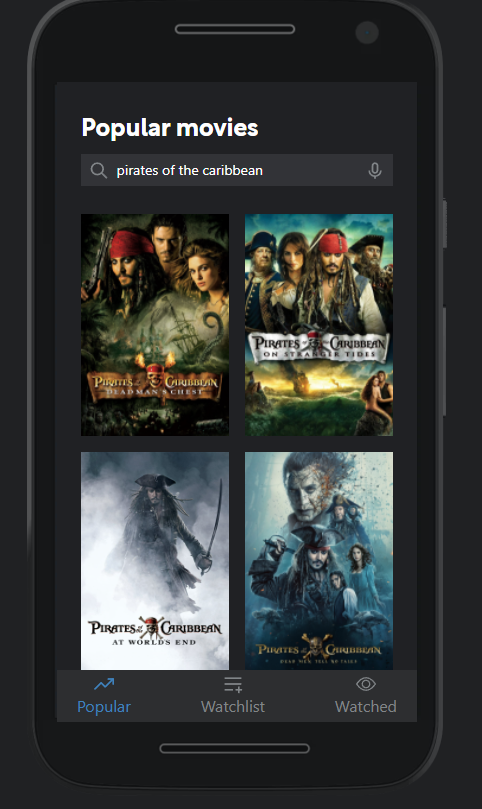 Popular movies
pirates of the caribbean
PIRATES of the CARIBBEAN
DEAD MAN'S CHEST
PIRATES of the CARIBBEAN
ON STRANGER TIDES
PIRATES of the CARIBBEAN
AT WORLD'S END
PIRATES of the CARIBBEAN
DEAD MEN TELL NO TALES
Popular
Watchlist
Watched